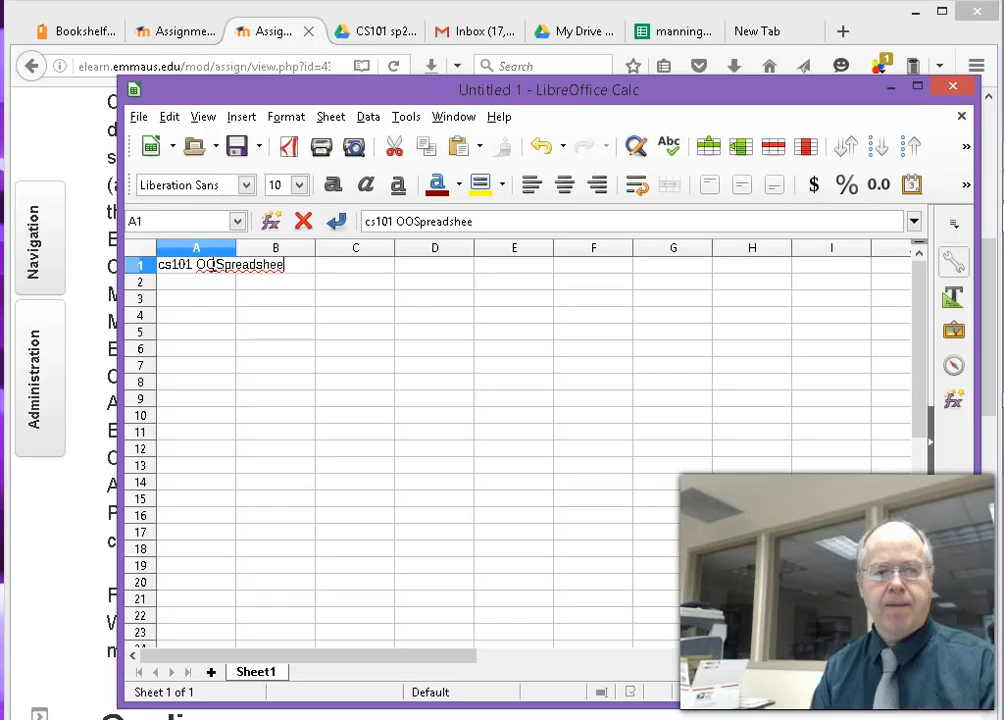 Bookshelf...
Assignme...
Assig...
CS101 sp2...
Inbox (17,...
My Drive ...
manning...
New Tab
elearn.emmaus.edu/mod/assign/view.php?id=4
Search
1
Untitled 1 - LibreOffice Calc
File Edit View Insert Format Sheet Data Tools Window Help
Abc
Liberation Sans
10
a a a
$ % 0.0
A1
cs101 OOSpreadshee
A B C D E F G H I
1 cs101 OOSpreadshee
2
3
4
5
6
7
8
9
10
11
12
13
14
15
16
17
18
19
20
21
22
23
Sheet1
Sheet 1 of 1
Default
Navigation
Administration